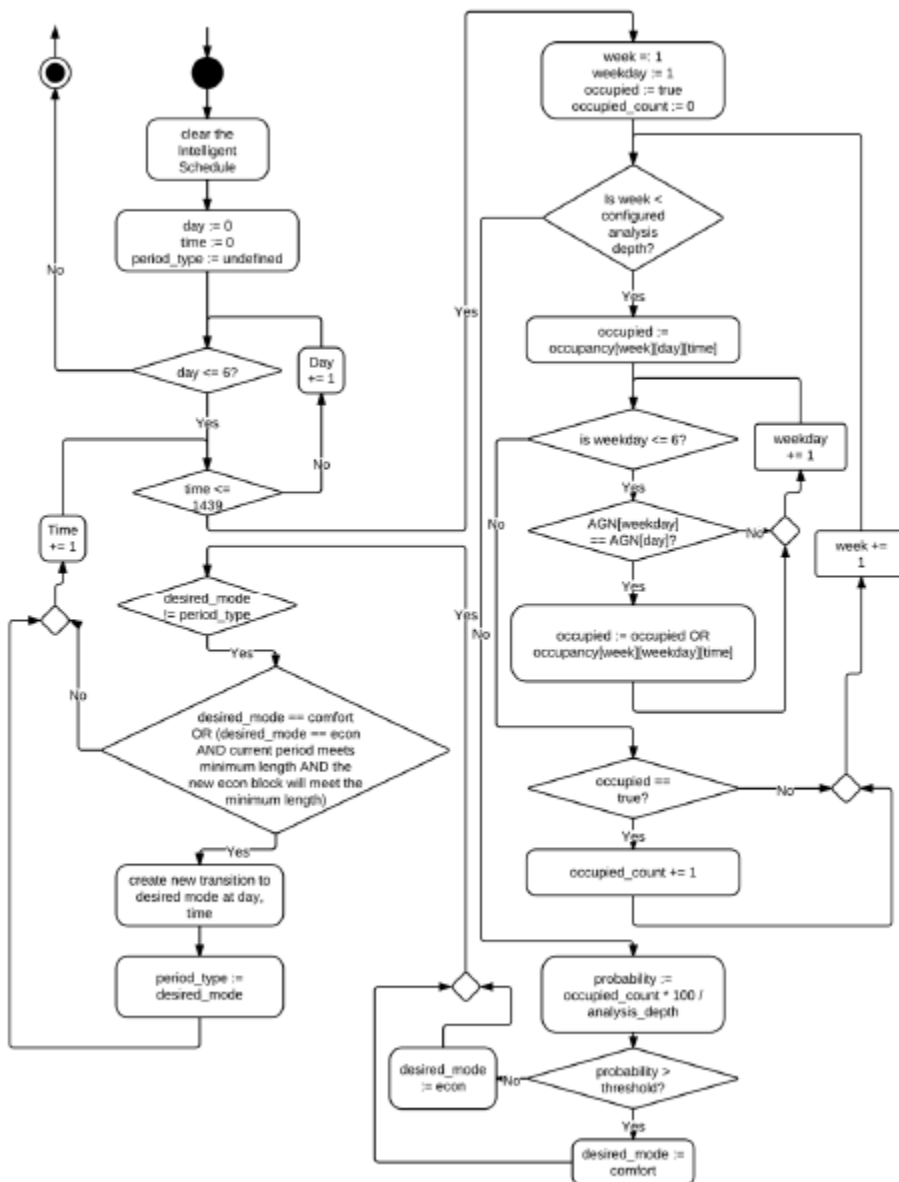 clear the
Intelligent
Schedule
day := 0
time := 0
period_type := undefined
No
day <= 6?
Day
+= 1
Yes
No
time <=
1439
Time
+= 1
desired_mode
!= period_type
Yes
No
desired_mode == comfort
OR (desired_mode == econ
AND current period meets
minimum length AND the
new econ block will meet the
minimum length)
Yes
create new transition to
desired mode at day,
time
period_type :=
desired_mode
Yes
week =: 1
weekday := 1
occupied := true
occupied_count := 0
Is week <
configured
analysis
depth?
Yes
occupied :=
occupancy[week][day][time]
is weekday <= 6?
weekday
+= 1
Yes
No
AGN[weekday]
== AGN[day]?
No
week +=
1
Yes
Yes
No
occupied := occupied OR
occupancy[week][weekday][time]
occupied ==
true?
No
Yes
occupied_count += 1
probability :=
occupied_count * 100 /
analysis_depth
desired_mode
:= econ
No
probability >
threshold?
Yes
desired_mode :=
comfort